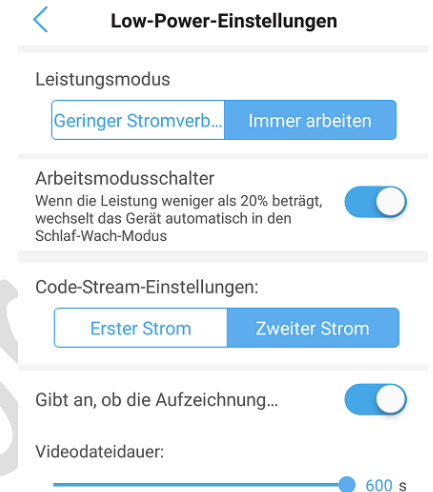 Low-Power-Einstellungen
Leistungsmodus
Geringer Stromverb... Immer arbeiten
Arbeitsmodusschalter
Wenn die Leistung weniger als 20% beträgt,
wechselt das Gerät automatisch in den
Schlaf-Wach-Modus
Code-Stream-Einstellungen:
Erster Strom Zweiter Strom
Gibt an, ob die Aufzeichnung...
Videodateidauer:
600 s